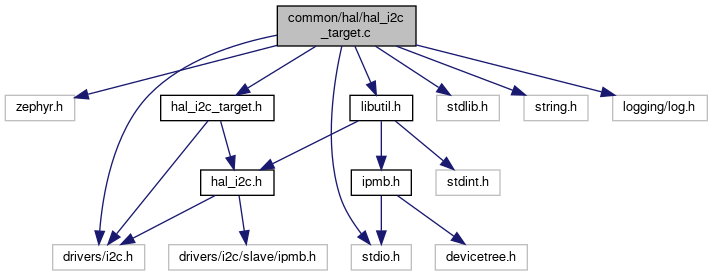 common/hal/hal_i2c
_target.c
zephyr.h
hal_i2c_target.h
libutil.h
stdlib.h
string.h
logging/log.h
hal_i2c.h
ipmb.h
stdint.h
drivers/i2c.h
drivers/i2c/slave/ipmb.h
stdio.h
devicetree.h